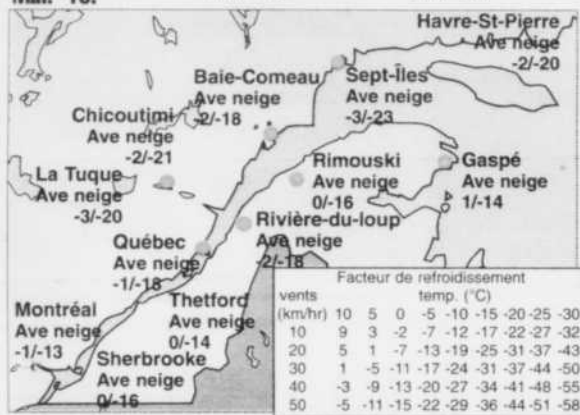 Havre-St-Pierre
Ave neige
-2/-20
Baie-Comeau
Ave neige
-2/-18
Sept-Îles
Ave neige
-3/-23
Chicoutimi
Ave neige
-2/-21
La Tuque
Ave neige
-3/-20
Rimouski
Ave neige
0/-16
Gaspé
Ave neige
1/-14
Québec
Ave neige
-1/-18
Rivière-du-loup
Ave neige
-2/-18
Montréal
Ave neige
-1/-13
Thetford
Ave neige
0/-14
Sherbrooke
Ave neige
0/-16
Facteur de refroidissement
vents temp. (°C)
(km/hr) 10 5 0 -5 -10 -15 -20 -25 -30
10 9 3 -2 -7 -12 -17 -22 -27 -32
20 5 1 -7 -13 -19 -25 -31 -37 -43
30 1 -5 -11 -17 -24 -31 -37 -44 -50
40 -3 -9 -13 -20 -27 -34 -41 -48 -55
50 -5 -11 -15 -22 -29 -36 -44 -51 -58